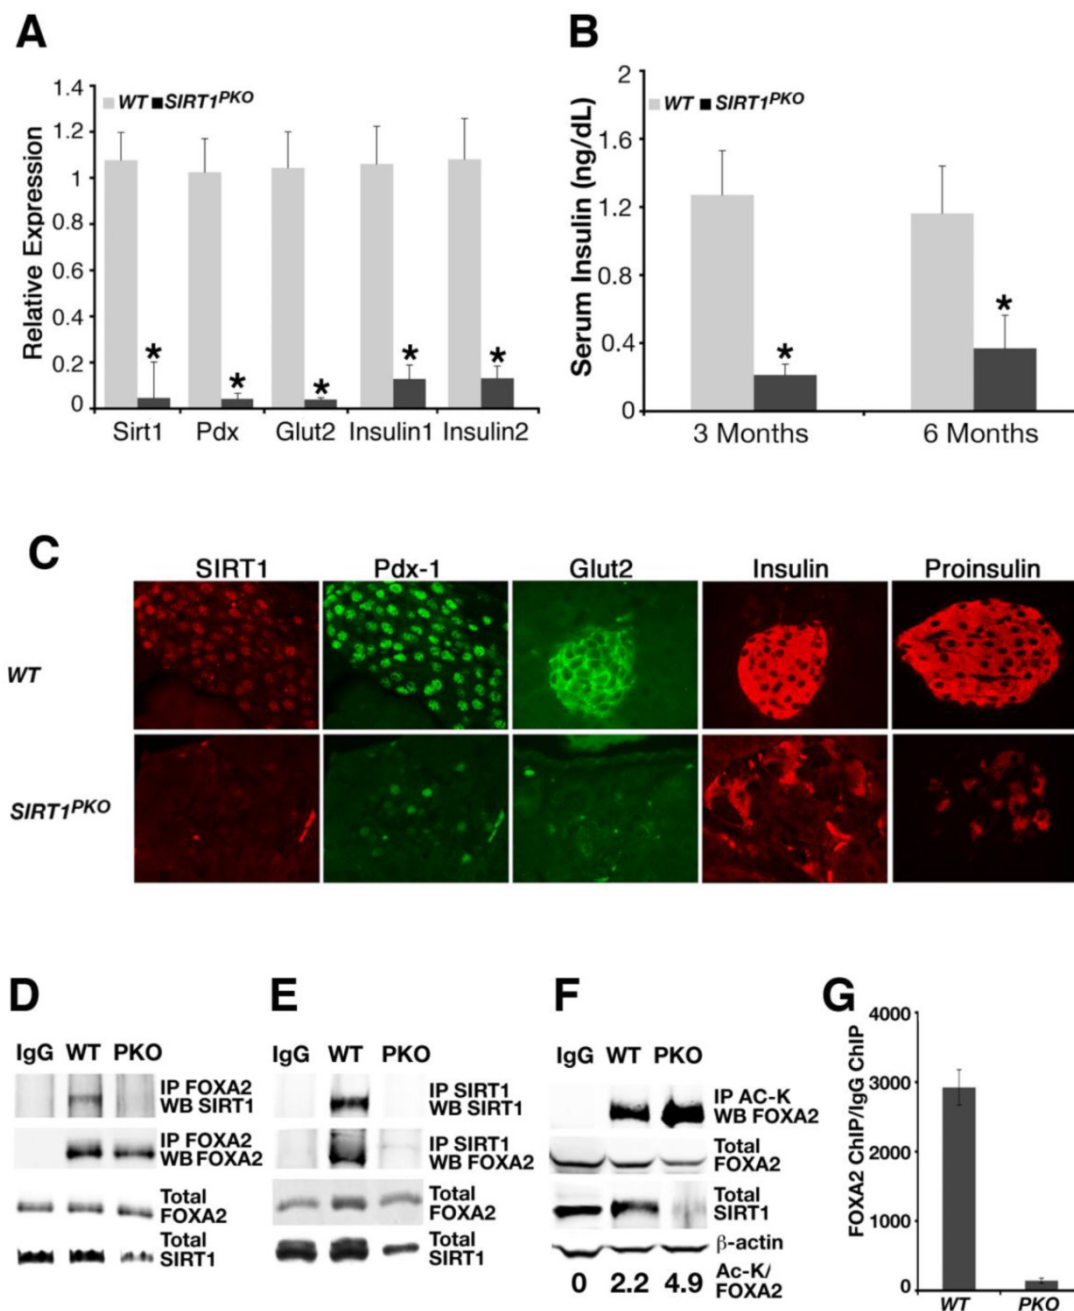 A
1.4
WT SIRT1PKO
1.2
1
0.8
0.6
0.4
0.2
0
Relative Expression
* * * * *
Sirt1 Pdx Glut2 Insulin1 Insulin2
B
2
WT SIRT1PKO
1.6
1.2
0.8
0.4
0
Serum Insulin (ng/dL)
* *
3 Months 6 Months
C
SIRT1 Pdx-1 Glut2 Insulin Proinsulin
WT
SIRT1PKO
D
IgG WT PKO
IP FOXA2
WB SIRT1
IP FOXA2
WB FOXA2
Total
FOXA2
Total
SIRT1
E
IgG WT PKO
IP SIRT1
WB SIRT1
IP SIRT1
WB FOXA2
Total
FOXA2
Total
SIRT1
F
IgG WT PKO
IP AC-K
WB FOXA2
Total
FOXA2
Total
SIRT1
β-actin
0 2.2 4.9 Ac-K/
FOXA2
G
4000
3000
2000
1000
0
FOXA2 ChIP/IgG ChIP
WT PKO